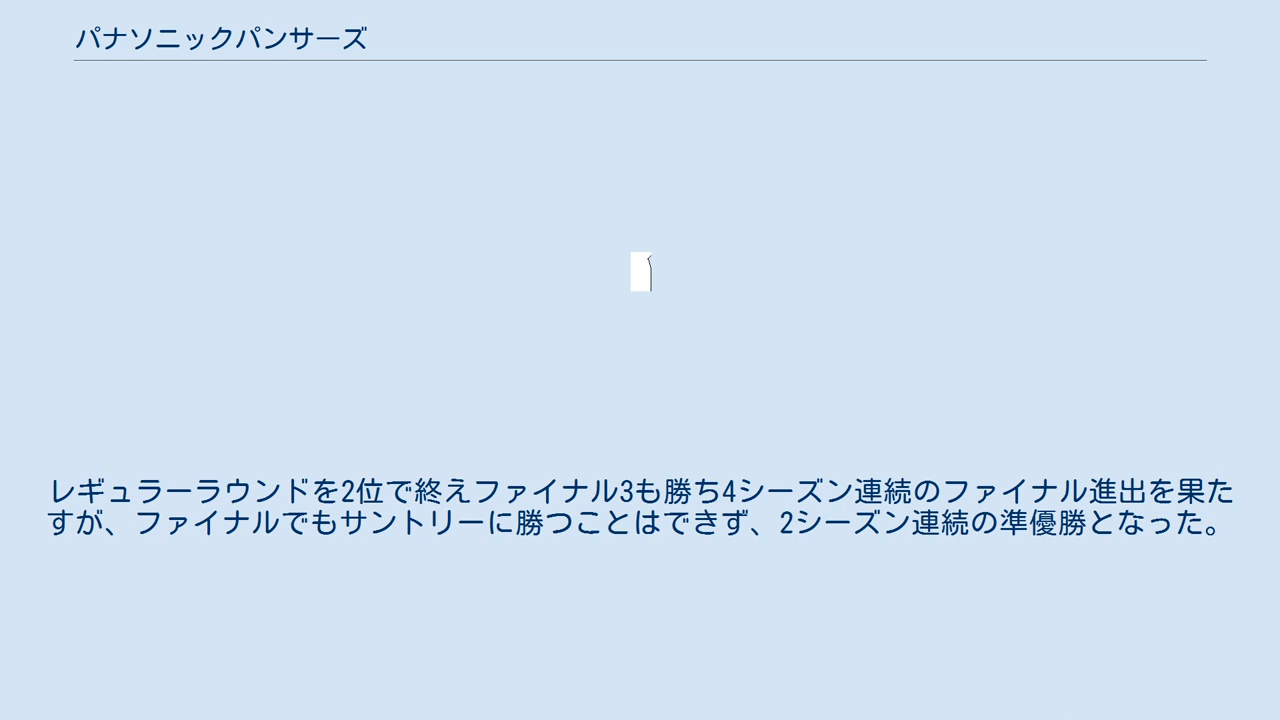 パナソニックパンサーズ
レギュラーラウンドを2位で終えファイナル3も勝ち4シーズン連続のファイナル進出を果た
すが、ファイナルでもサントリーに勝つことはできず、2シーズン連続の準優勝となった。